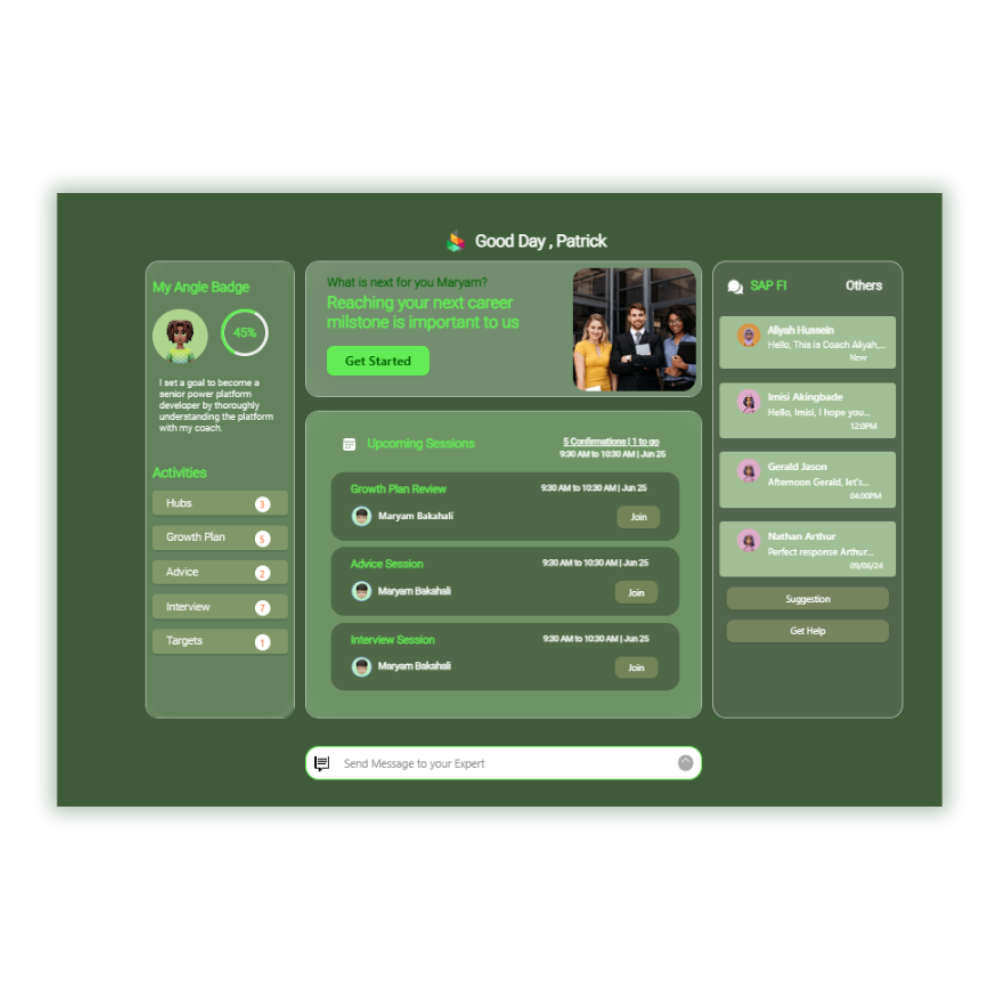 Good Day , Patrick
My Angle Badge
45%
I set a goal to become a
senior power platform
developer by thoroughly
understanding the platform
with my coach.
Activities
Hubs 3
Growth Plan 5
Advice 2
Interview 7
Targets 1
What is next for you Maryam?
Reaching your next career
milstone is important to us
Get Started
Upcoming Sessions
5 Confirmations | 1 to go
9:30 AM to 10:30 AM | Jun 25
Growth Plan Review
9:30 AM to 10:30 AM | Jun 25
Maryam Bakahali
Join
Advice Session
9:30 AM to 10:30 AM | Jun 25
Maryam Bakahali
Join
Interview Session
9:30 AM to 10:30 AM | Jun 25
Maryam Bakahali
Join
SAP FI
Others
Aliyah Hussein
Hello, This is Coach Aliyah,...
Now
Imisi Akingbade
Hello, Imisi, I hope you...
12:0PM
Gerald Jason
Afternoon Gerald, let's...
04:00PM
Nathan Arthur
Perfect response Arthur...
09/06/24
Suggestion
Get Help
Send Message to your Expert